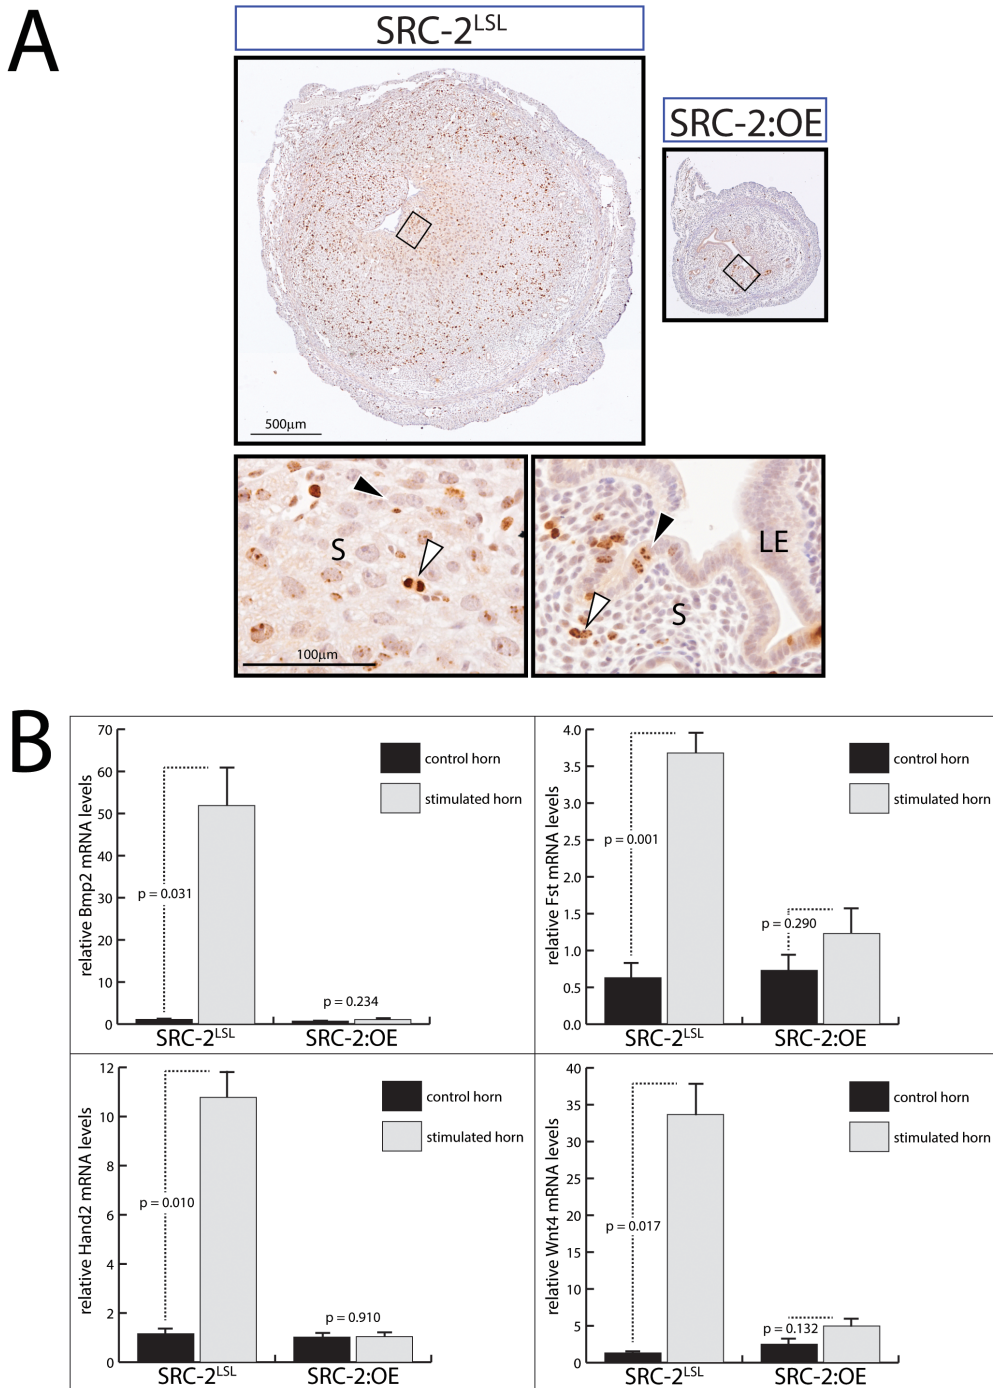 A
SRC-2LSL
SRC-2:OE
500μm
S
100μm
LE
S
B
relative Bmp2 mRNA levels
70
60
50
40
30
20
10
0
control horn
stimulated horn
p = 0.031
p = 0.234
SRC-2LSL
SRC-2:OE
relative Fst mRNA levels
4.0
3.5
3.0
2.5
2.0
1.5
1.0
0.5
0.0
control horn
stimulated horn
p = 0.001
p = 0.290
SRC-2LSL
SRC-2:OE
relative Hand2 mRNA levels
12
10
8
6
4
2
0
control horn
stimulated horn
p = 0.010
p = 0.910
SRC-2LSL
SRC-2:OE
relative Wnt4 mRNA levels
40
35
30
25
20
15
10
5
0
control horn
stimulated horn
p = 0.017
p = 0.132
SRC-2LSL
SRC-2:OE